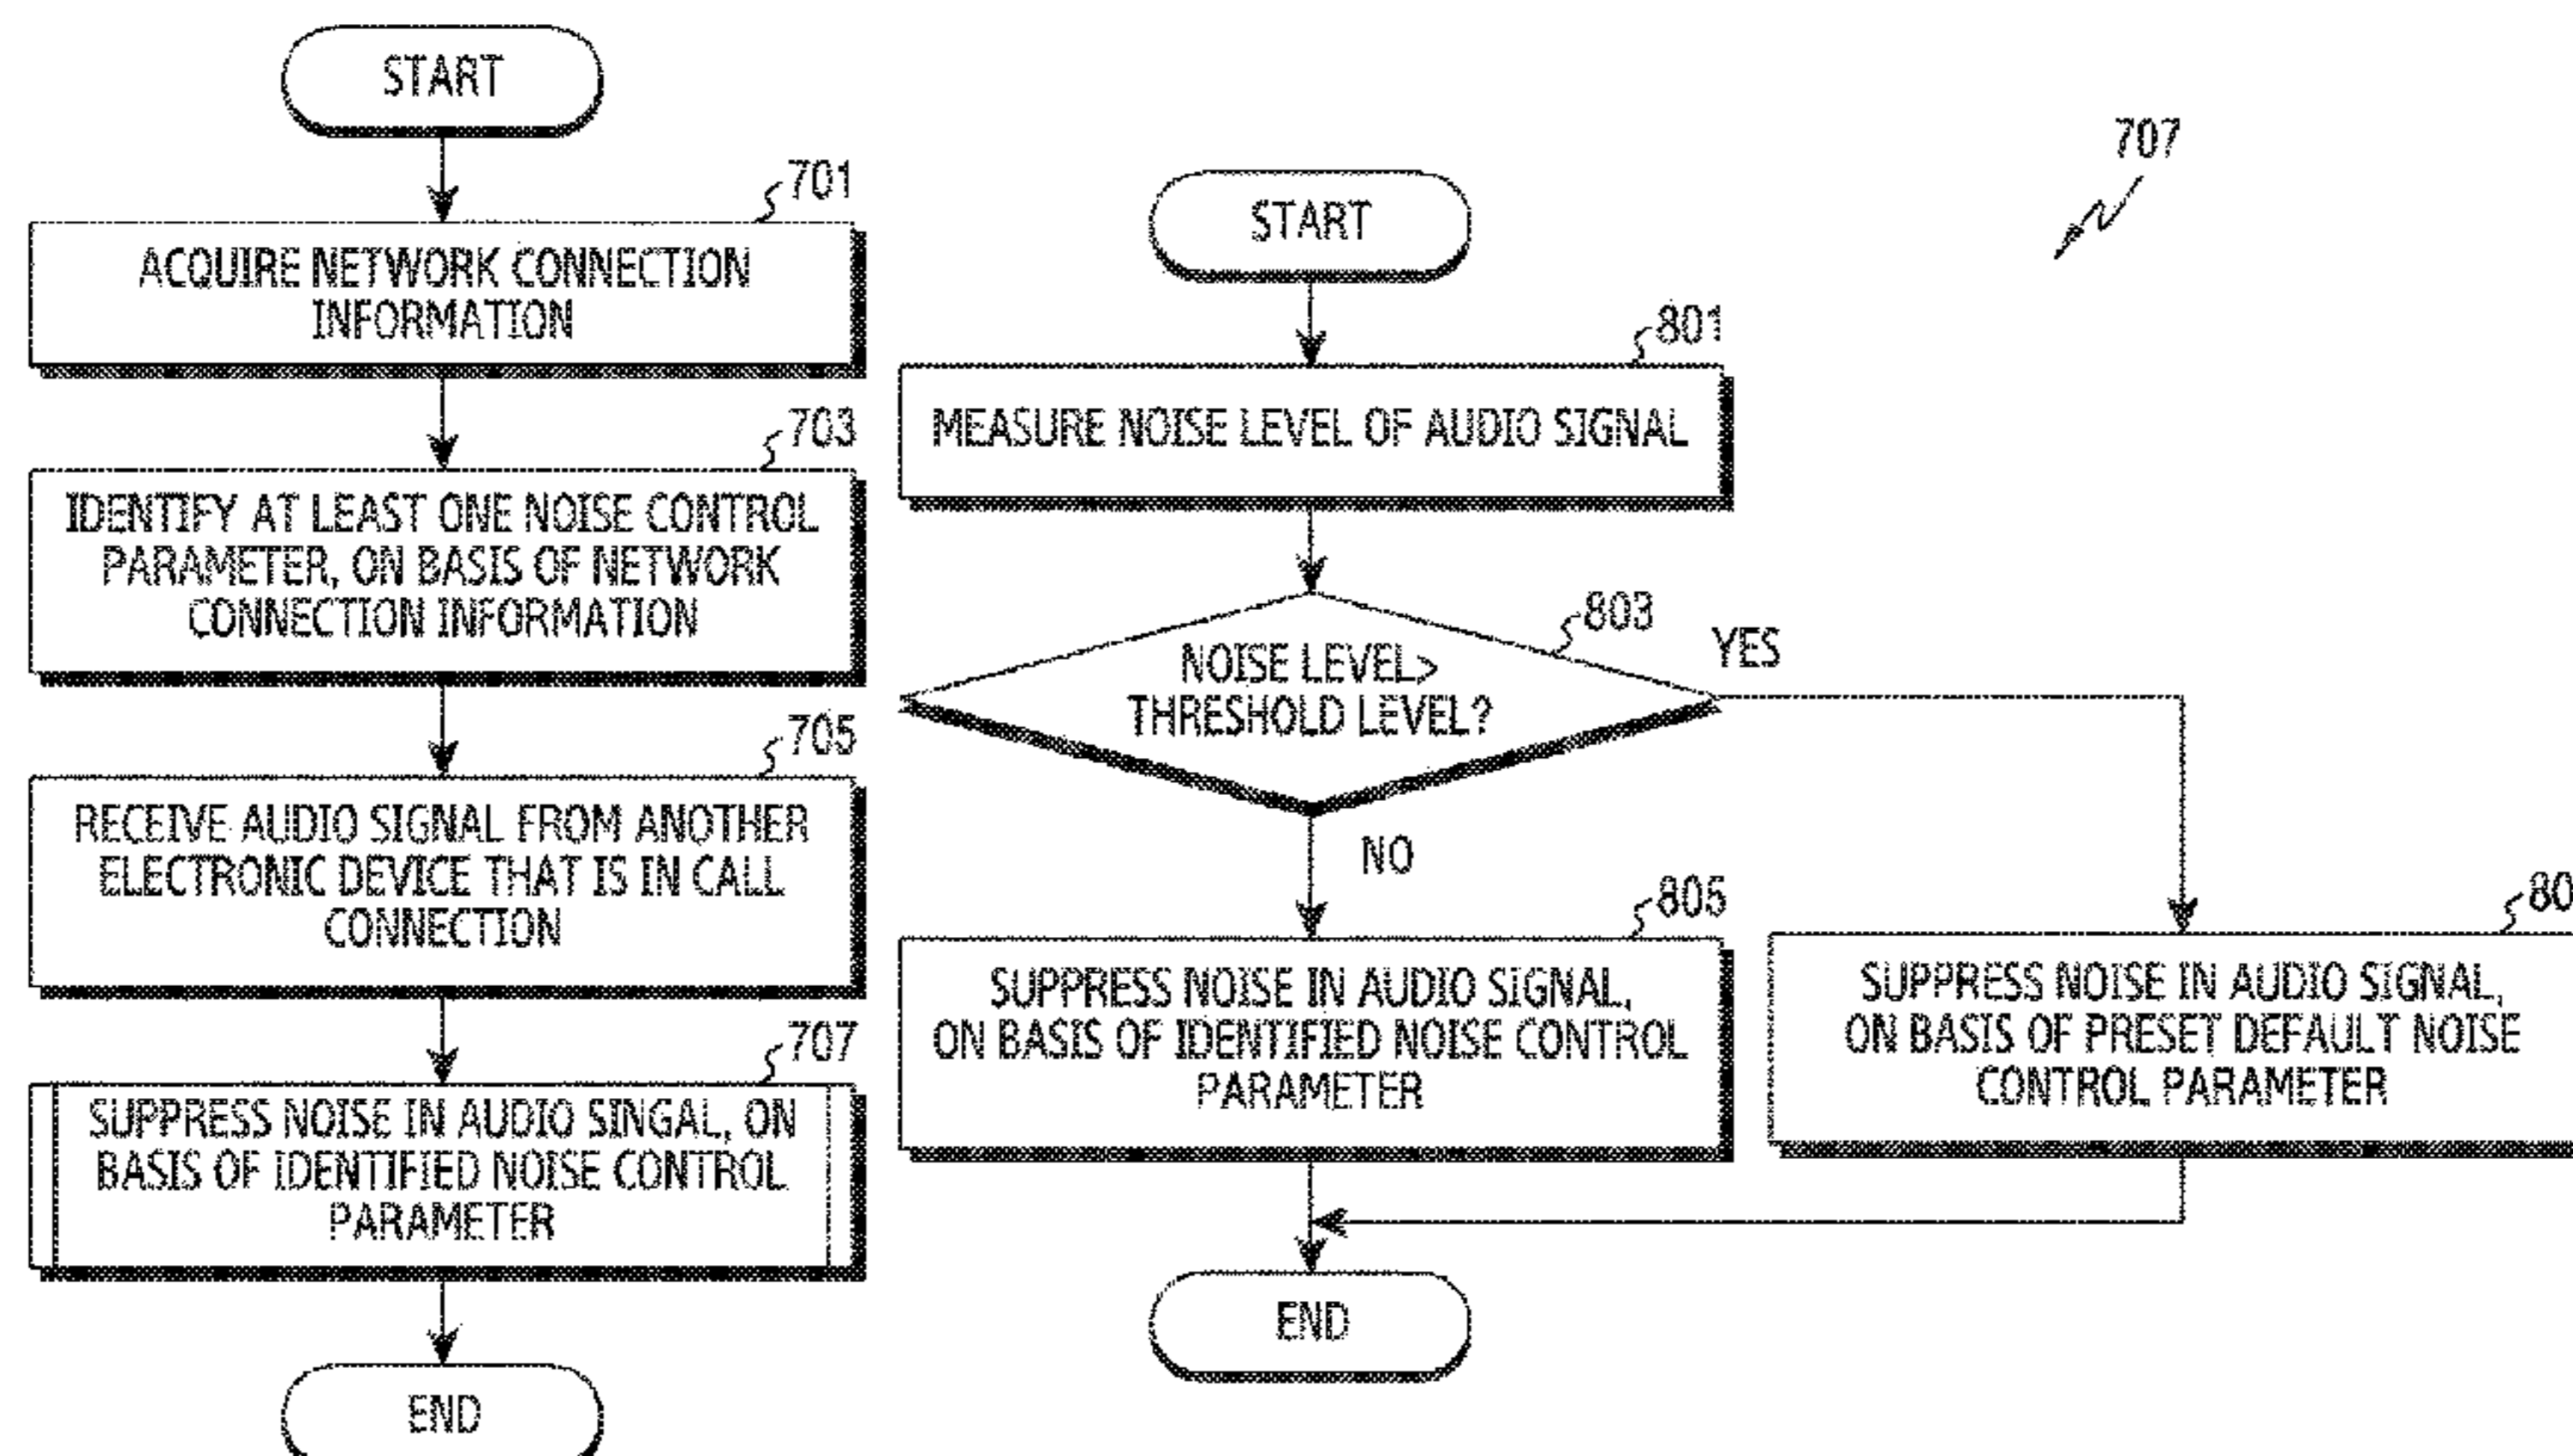 START
701
ACQUIRE NETWORK CONNECTION
INFORMATION
703
IDENTIFY AT LEAST ONE NOISE CONTROL
PARAMETER, ON BASIS OF NETWORK
CONNECTION INFORMATION
705
RECEIVE AUDIO SIGNAL FROM ANOTHER
ELECTRONIC DEVICE THAT IS IN CALL
CONNECTION
707
SUPPRESS NOISE IN AUDIO SINGAL, ON
BASIS OF IDENTIFIED NOISE CONTROL
PARAMETER
END
707
START
801
MEASURE NOISE LEVEL OF AUDIO SIGNAL
803
NOISE LEVEL>
THRESHOLD LEVEL?
YES
NO
805
SUPPRESS NOISE IN AUDIO SIGNAL,
ON BASIS OF IDENTIFIED NOISE CONTROL
PARAMETER
80
SUPPRESS NOISE IN AUDIO SIGNAL,
ON BASIS OF PRESET DEFAULT NOISE
CONTROL PARAMETER
END